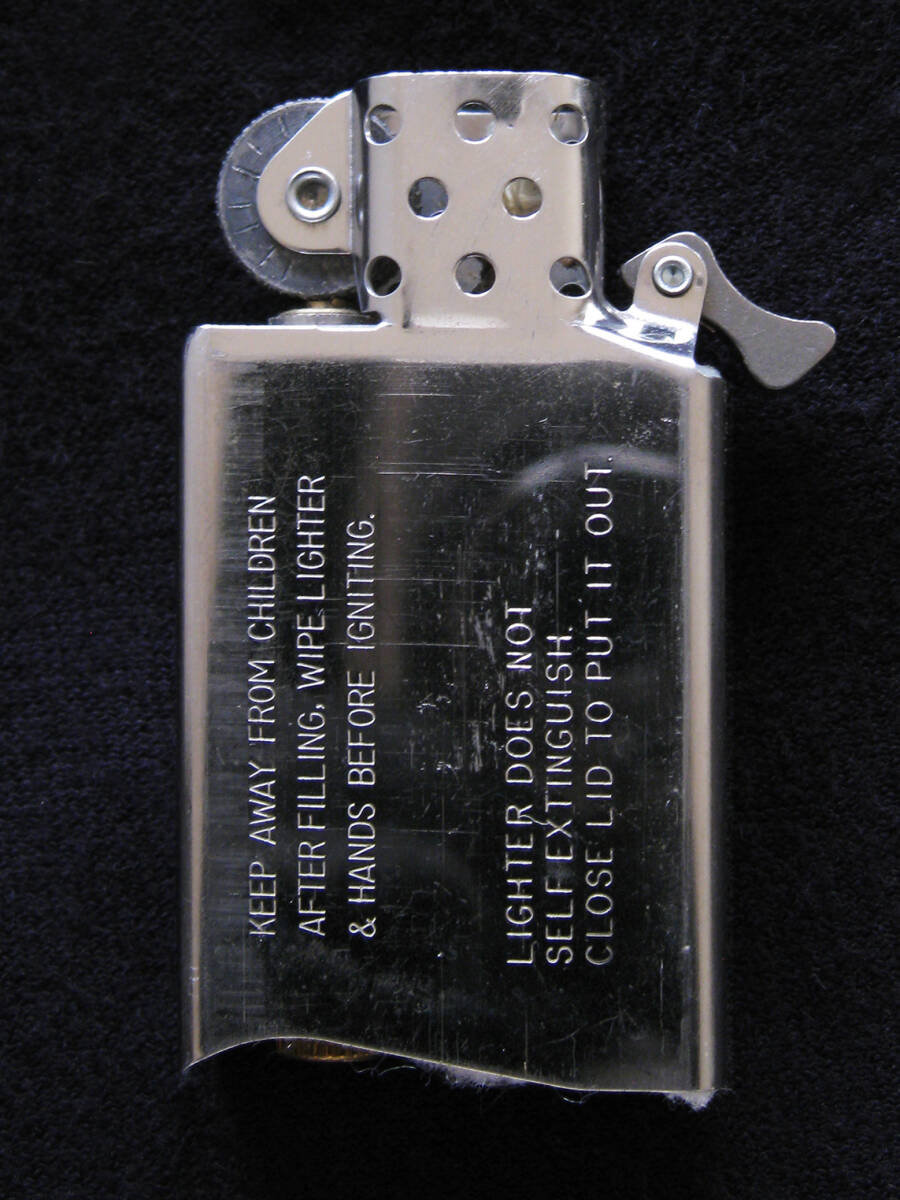 KEEP AWAY FROM CHILDREN
AFTER FILLING, WIPE LIGHTER
& HANDS BEFORE IGNITING.
LIGHTER DOES NOT
SELF EXTINGUISH.
CLOSE LID TO PUT IT OUT.